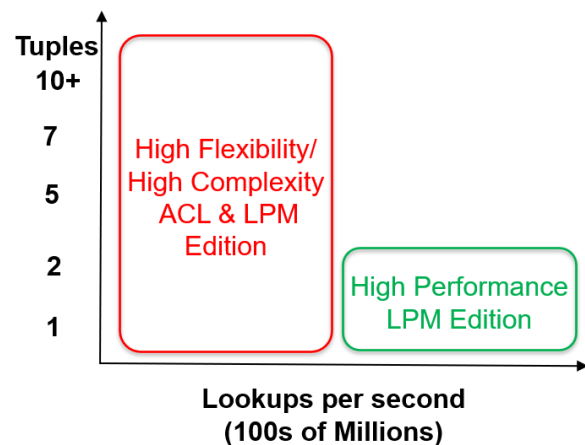 Tuples
10+
7
5
2
1
High Flexibility/
High Complexity
ACL & LPM
Edition
High Performance
LPM Edition
Lookups per second
(100s of Millions)